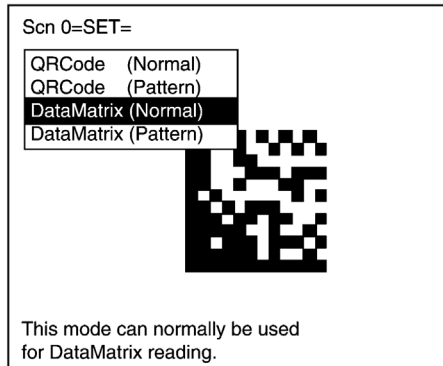 Scn 0=SET=
QRCode (Normal)
QRCode (Pattern)
DataMatrix (Normal)
DataMatrix (Pattern)
This mode can normally be used
for DataMatrix reading.